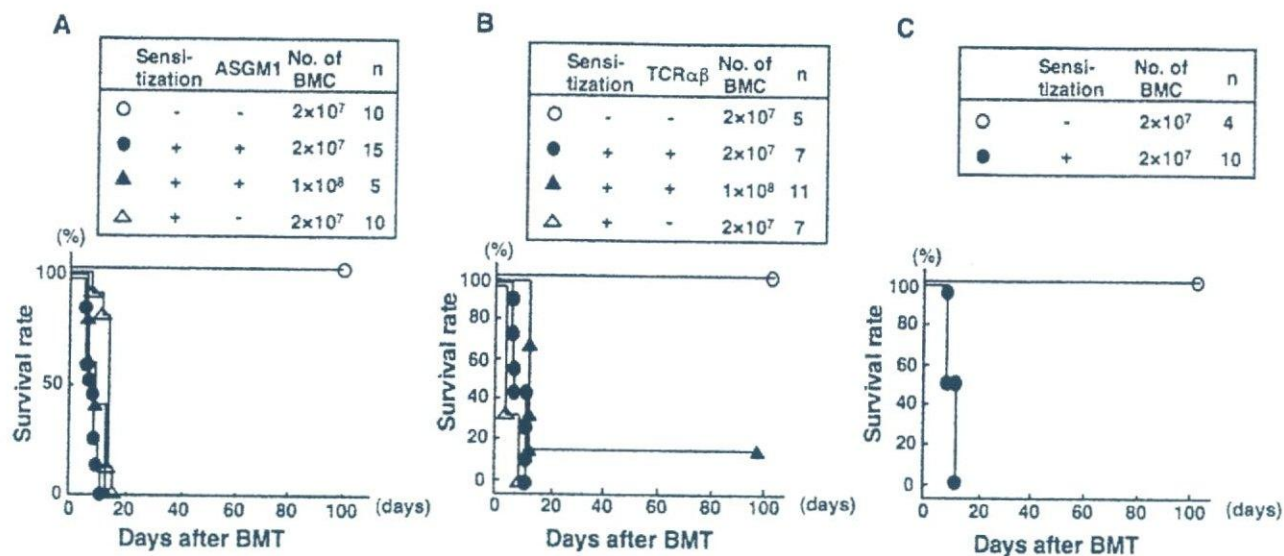 A
Sensi-
tization ASGM1 No. of
BMC n
○ - - 2×10⁷ 10
● + + 2×10⁷ 15
▲ + + 1×10⁸ 5
△ + - 2×10⁷ 10
(%)
100
50
0
Survival rate
0 20 40 60 80 100 (days)
Days after BMT
B
Sensi-
tization TCRαβ No. of
BMC n
○ - - 2×10⁷ 5
● + + 2×10⁷ 7
▲ + + 1×10⁸ 11
△ + - 2×10⁷ 7
(%)
100
80
60
40
20
0
Survival rate
0 20 40 60 80 100 (days)
Days after BMT
C
Sensi-
tization No. of
BMC n
○ - 2×10⁷ 4
● + 2×10⁷ 10
(%)
100
80
60
40
20
0
Survival rate
0 20 40 60 80 100 (days)
Days after BMT